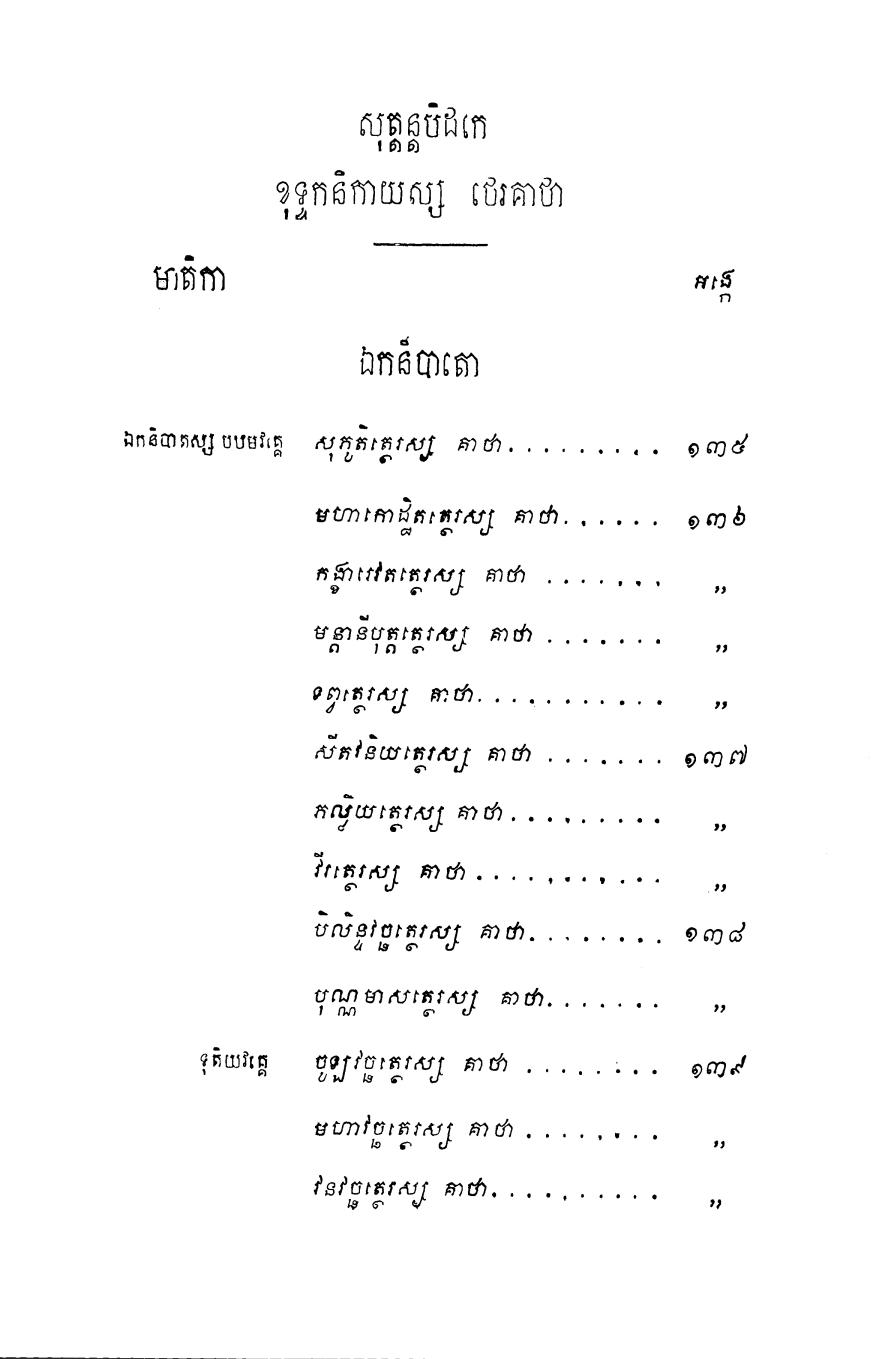 សុត្តន្តបិដកេ
ខុទ្ទកនិកាយស្ស ថេរគាថា
មាតិកា អង្កេ
ឯកនិបាតោ
ឯកនិបាតស្ស បឋមវគ្គេ សុភូតិត្ថេរស្ស គាថា. . . . . . . . . ១៣៥
មហាកោដ្ឋិតត្ថេរស្ស គាថា. . . . . . ១៣៦
កង្ខារេវតត្ថេរស្ស គាថា . . . . . . . ,,
មន្តានីបុត្តត្ថេរស្ស គាថា . . . . . . . ,,
ទព្វត្ថេរស្ស គាថា. . . . . . . . . . . ,,
សីតវនិយត្ថេរស្ស គាថា . . . . . . . ១៣៧
ភល្លិយត្ថេរស្ស គាថា . . . . . . . . . ,,
វីរត្ថេរស្ស គាថា . . . . . . . . . . . ,,
បិលិន្ទវច្ឆត្ថេរស្ស គាថា. . . . . . . . ១៣៨
បុណ្ណមាសត្ថេរស្ស គាថា. . . . . . . ,,
ទុតិយវគ្គេ ចូឡវច្ឆត្ថេរស្ស គាថា . . . . . . . . ១៣៩
មហាវច្ឆត្ថេរស្ស គាថា . . . . . . . . ,,
វនវច្ឆត្ថេរស្ស គាថា. . . . . . . . . . ,,